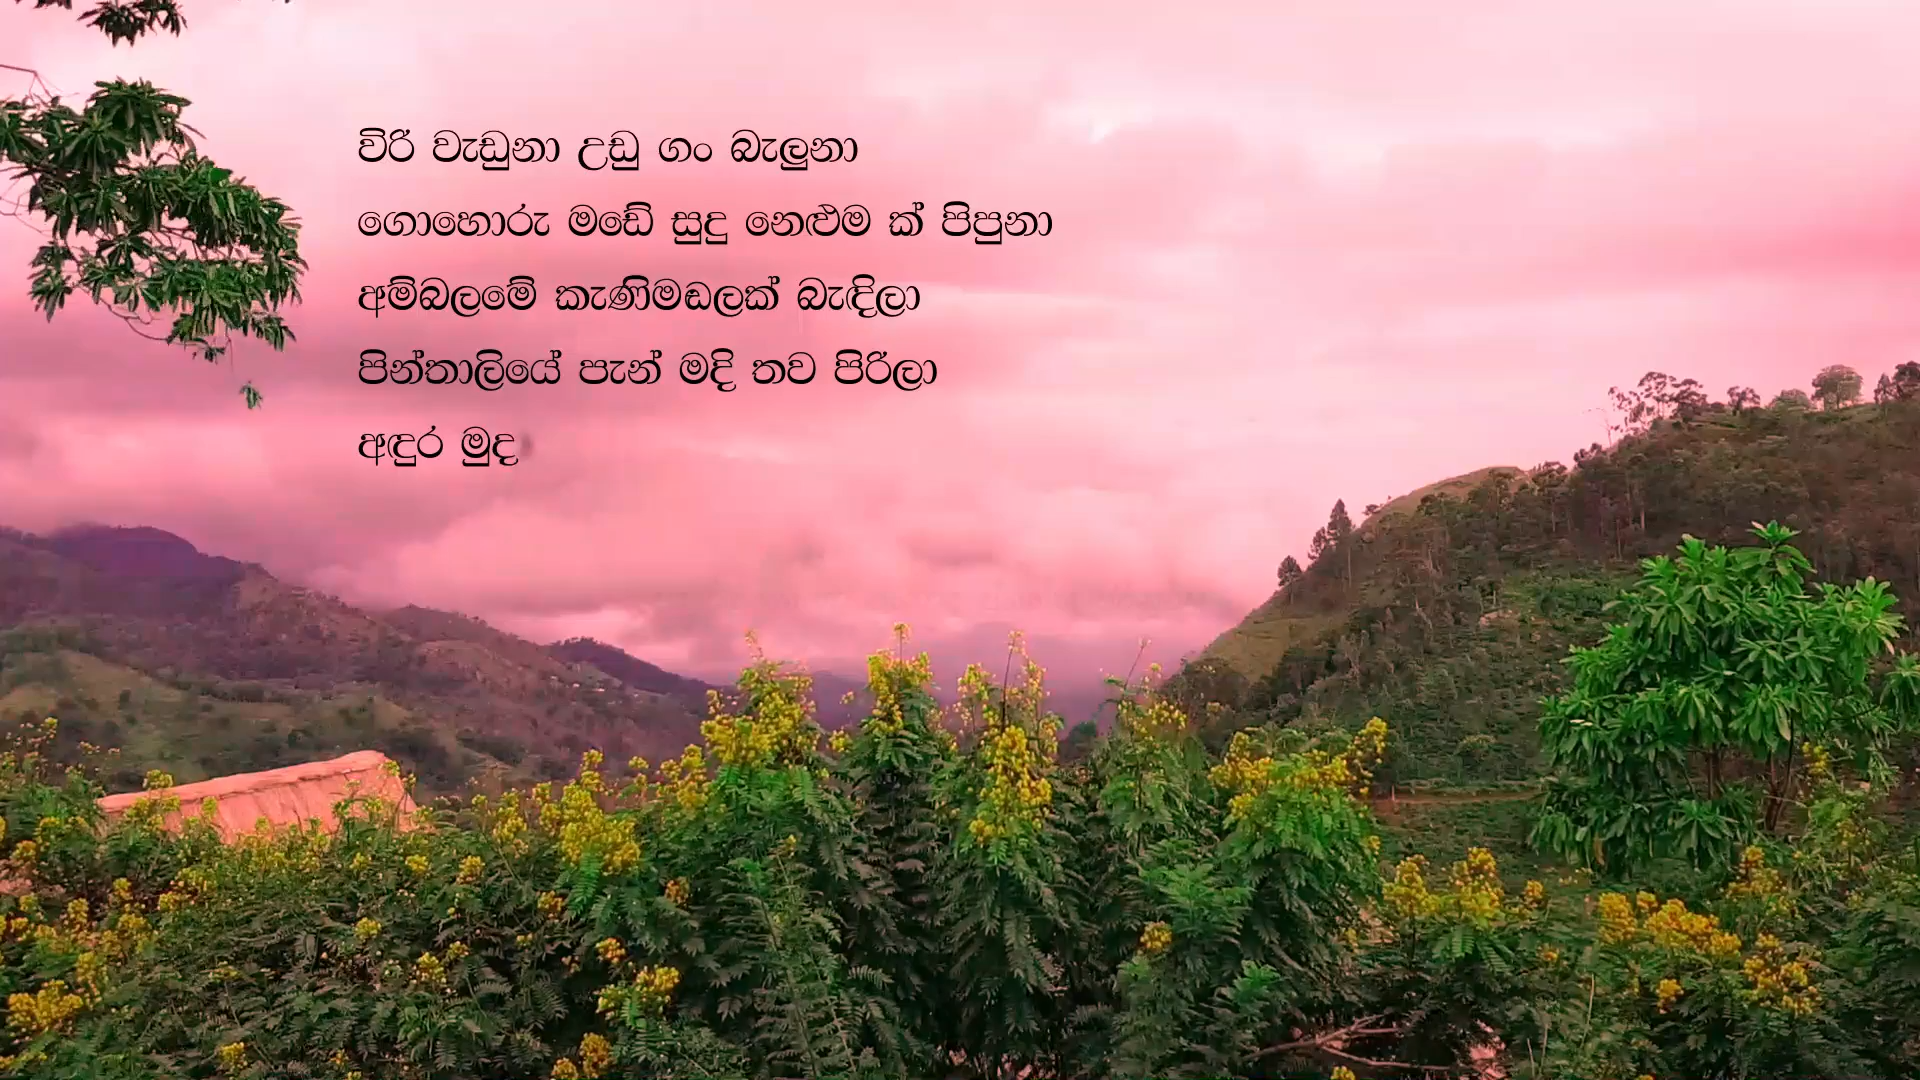 විරි වැඩුනා උඩු ගං බැලුනා
ගොහොරු මඩේ සුදු නෙළුම ක් පිපුනා
අම්බලමේ කැණිමඩලක් බැඳිලා
පින්තාලියේ පැන් මදි තව පිරිලා
අඳුර මුද